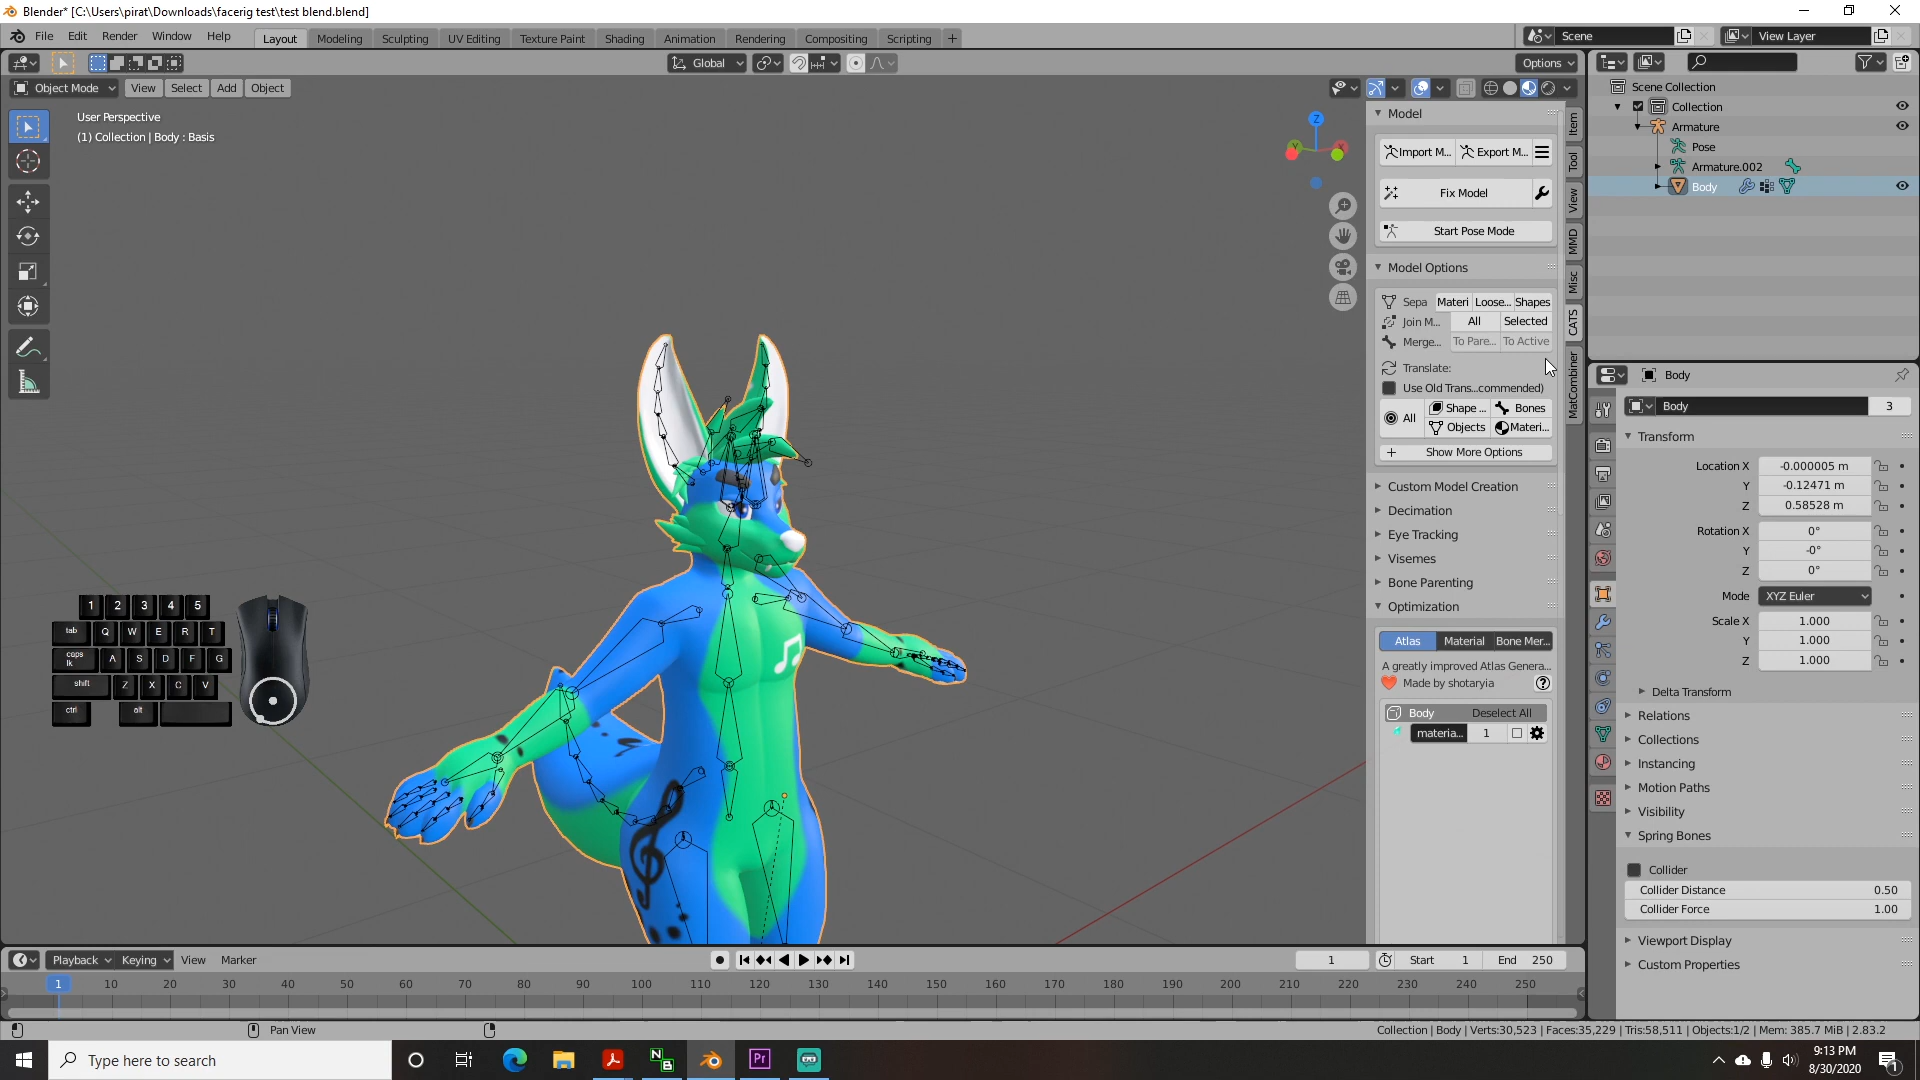 Blender* [C:\Users\pirat\Downloads\facerig test\test blend.blend]
File Edit Render Window Help Layout Modeling Sculpting UV Editing Texture Paint Shading Animation Rendering Compositing Scripting + Scene View Layer
Global Options
Object Mode View Select Add Object
User Perspective
(1) Collection | Body : Basis
Z
Y
X
Model
Import M... Export M...
Fix Model
Start Pose Mode
Model Options
Sepa Materi Loose... Shapes
Join M... All Selected
Merge... To Pare... To Active
Translate:
Use Old Trans...commended)
All Shape ... Bones
Objects Materi...
Show More Options
Custom Model Creation
Decimation
Eye Tracking
Visemes
Bone Parenting
Optimization
Atlas Material Bone Mer...
A greatly improved Atlas Genera...
Made by shotaryia
Body Deselect All
materia... 1
Item
Tool
View
MMD
Misc
CATS
MatCombiner
Scene Collection
Collection
Armature
Pose
Armature.002
Body
Body
Body 3
Transform
Location X -0.000005 m
Y -0.12471 m
Z 0.58528 m
Rotation X 0°
Y -0°
Z 0°
Mode XYZ Euler
Scale X 1.000
Y 1.000
Z 1.000
Delta Transform
Relations
Collections
Instancing
Motion Paths
Visibility
Spring Bones
Collider
Collider Distance 0.50
Collider Force 1.00
Viewport Display
Custom Properties
1 2 3 4 5
tab Q W E R T
caps lk A S D F G
shift Z X C V
ctrl alt
Playback Keying View Marker 1 Start 1 End 250
1 10 20 30 40 50 60 70 80 90 100 110 120 130 140 150 160 170 180 190 200 210 220 230 240 250
Pan View
Collection | Body | Verts:30,523 | Faces:35,229 | Tris:58,511 | Objects:1/2 | Mem: 385.7 MiB | 2.83.2
Type here to search
N
B
Pr
9:13 PM
8/30/2020
1